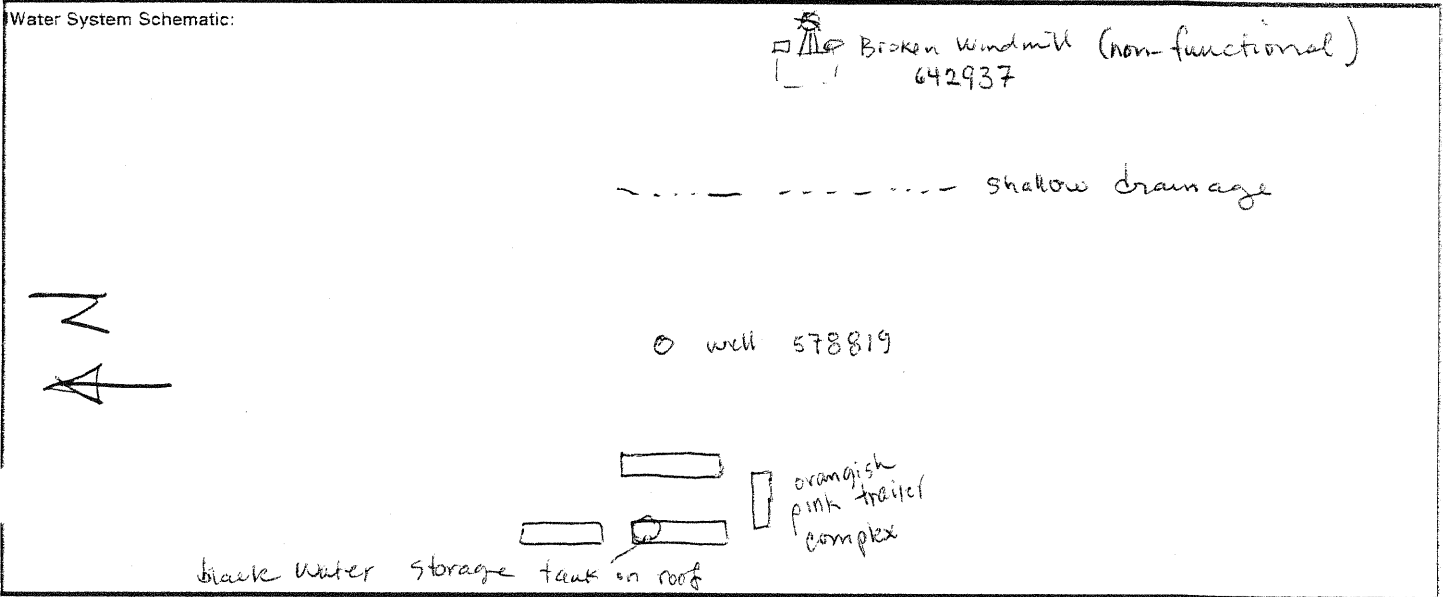 Water System Schematic:
Broken Windmill (non-functional)
642937
shallow drainage
N
well 578819
orangish
pink trailer
complex
black Water Storage tank on roof